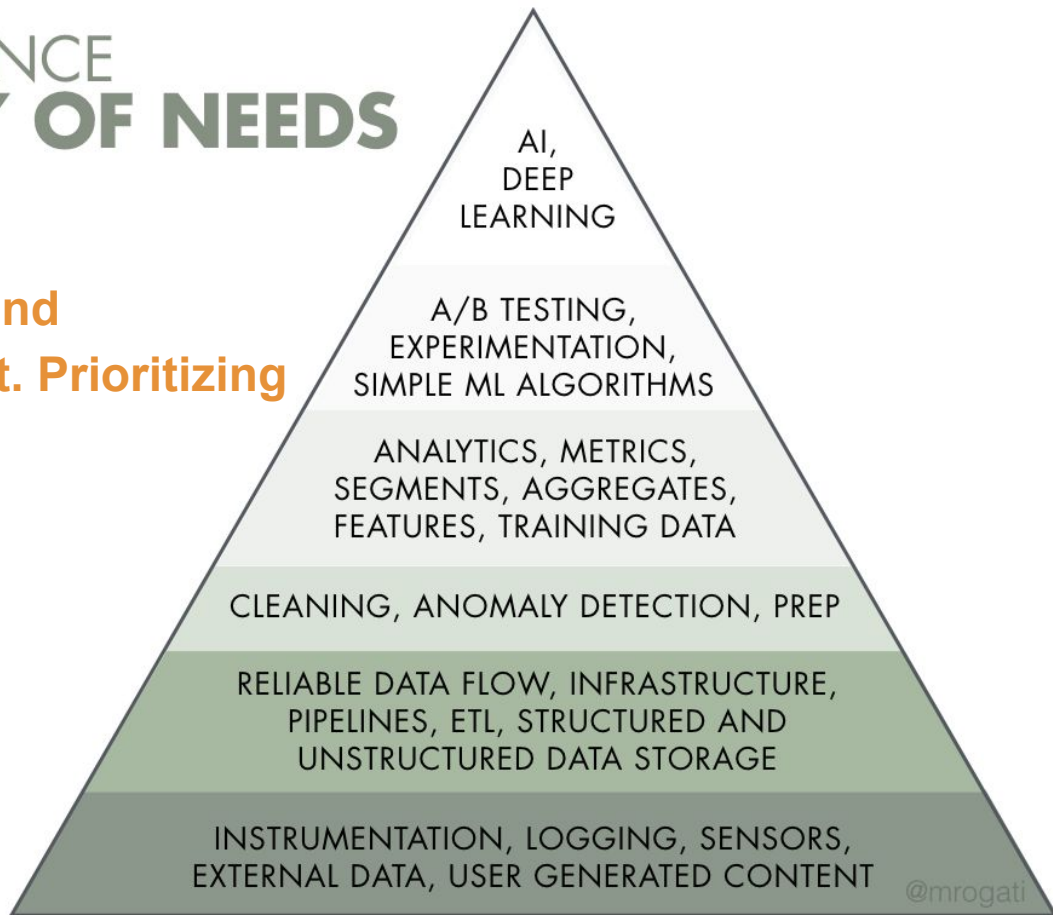 NCE
Y OF NEEDS
nd
t. Prioritizing
AI,
DEEP
LEARNING
A/B TESTING,
EXPERIMENTATION,
SIMPLE ML ALGORITHMS
ANALYTICS, METRICS,
SEGMENTS, AGGREGATES,
FEATURES, TRAINING DATA
CLEANING, ANOMALY DETECTION, PREP
RELIABLE DATA FLOW, INFRASTRUCTURE,
PIPELINES, ETL, STRUCTURED AND
UNSTRUCTURED DATA STORAGE
INSTRUMENTATION, LOGGING, SENSORS,
EXTERNAL DATA, USER GENERATED CONTENT
@mrogati